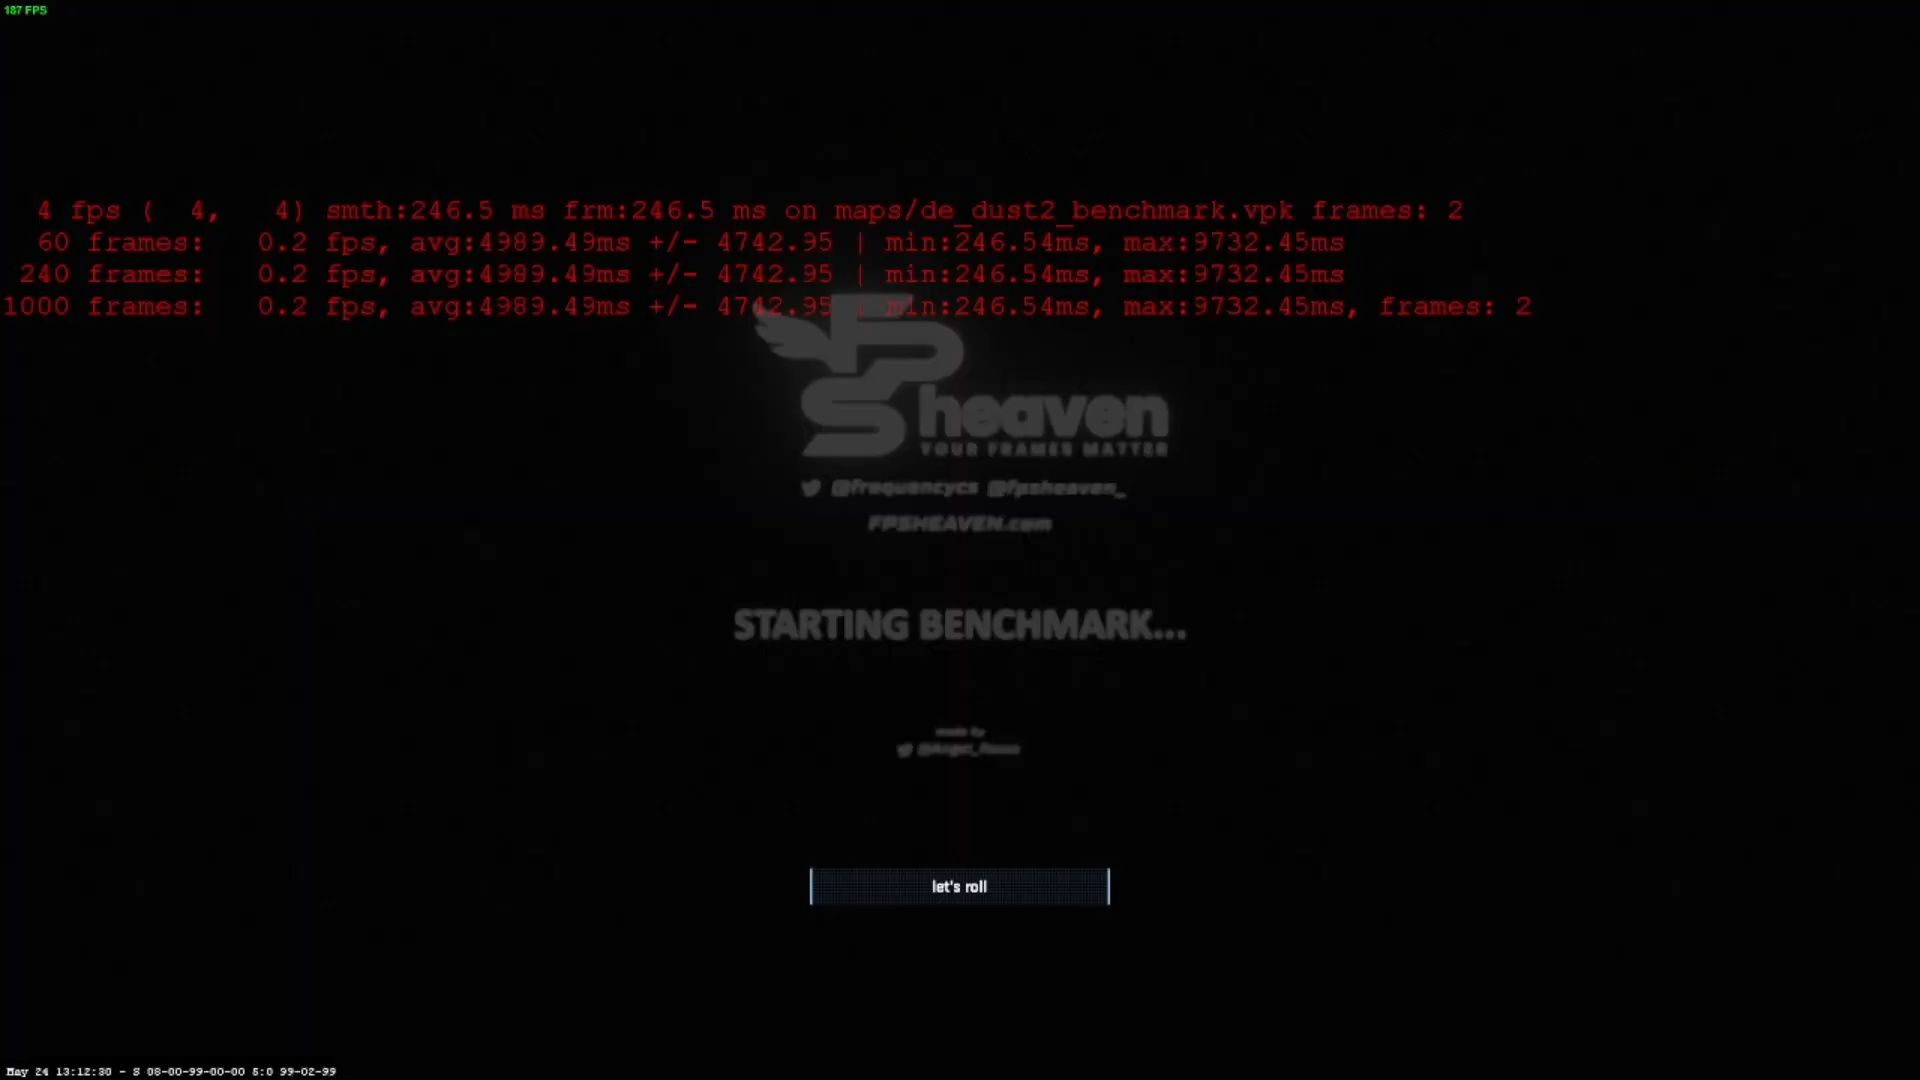 187 FPS
4 fps ( 4, 4) smth:246.5 ms frm:246.5 ms on maps/de_dust2_benchmark.vpk frames: 2
60 frames: 0.2 fps, avg:4989.49ms +/- 4742.95 | min:246.54ms, max:9732.45ms
240 frames: 0.2 fps, avg:4989.49ms +/- 4742.95 | min:246.54ms, max:9732.45ms
1000 frames: 0.2 fps, avg:4989.49ms +/- 4742.95 | min:246.54ms, max:9732.45ms, frames: 2
FPS heaven
YOUR FRAMES MATTER
@frequencycs @fpsheaven_
FPSHEAVEN.com
STARTING BENCHMARK...
made by
let's roll
May 24 13:12:30 - S 08-00-99-00-00 5:0 99-02-99